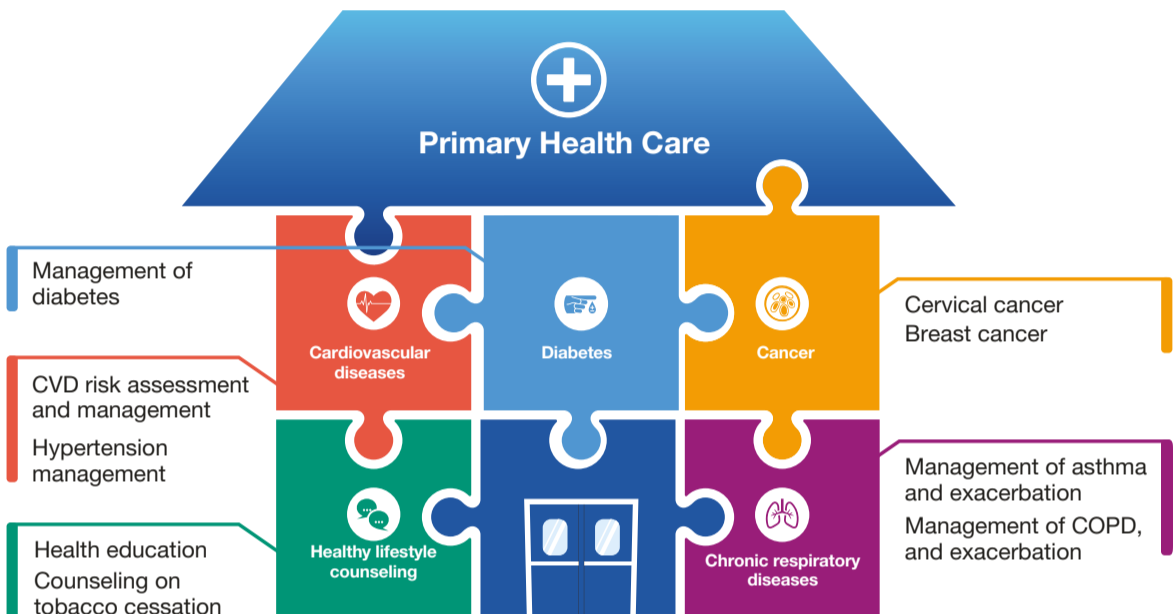 Primary Health Care
Management of
diabetes
CVD risk assessment
and management
Hypertension
management
Health education
Counseling on
tobacco cessation
Cardiovascular
diseases
Diabetes
Cancer
Healthy lifestyle
counseling
Chronic respiratory
diseases
Cervical cancer
Breast cancer
Management of asthma
and exacerbation
Management of COPD,
and exacerbation